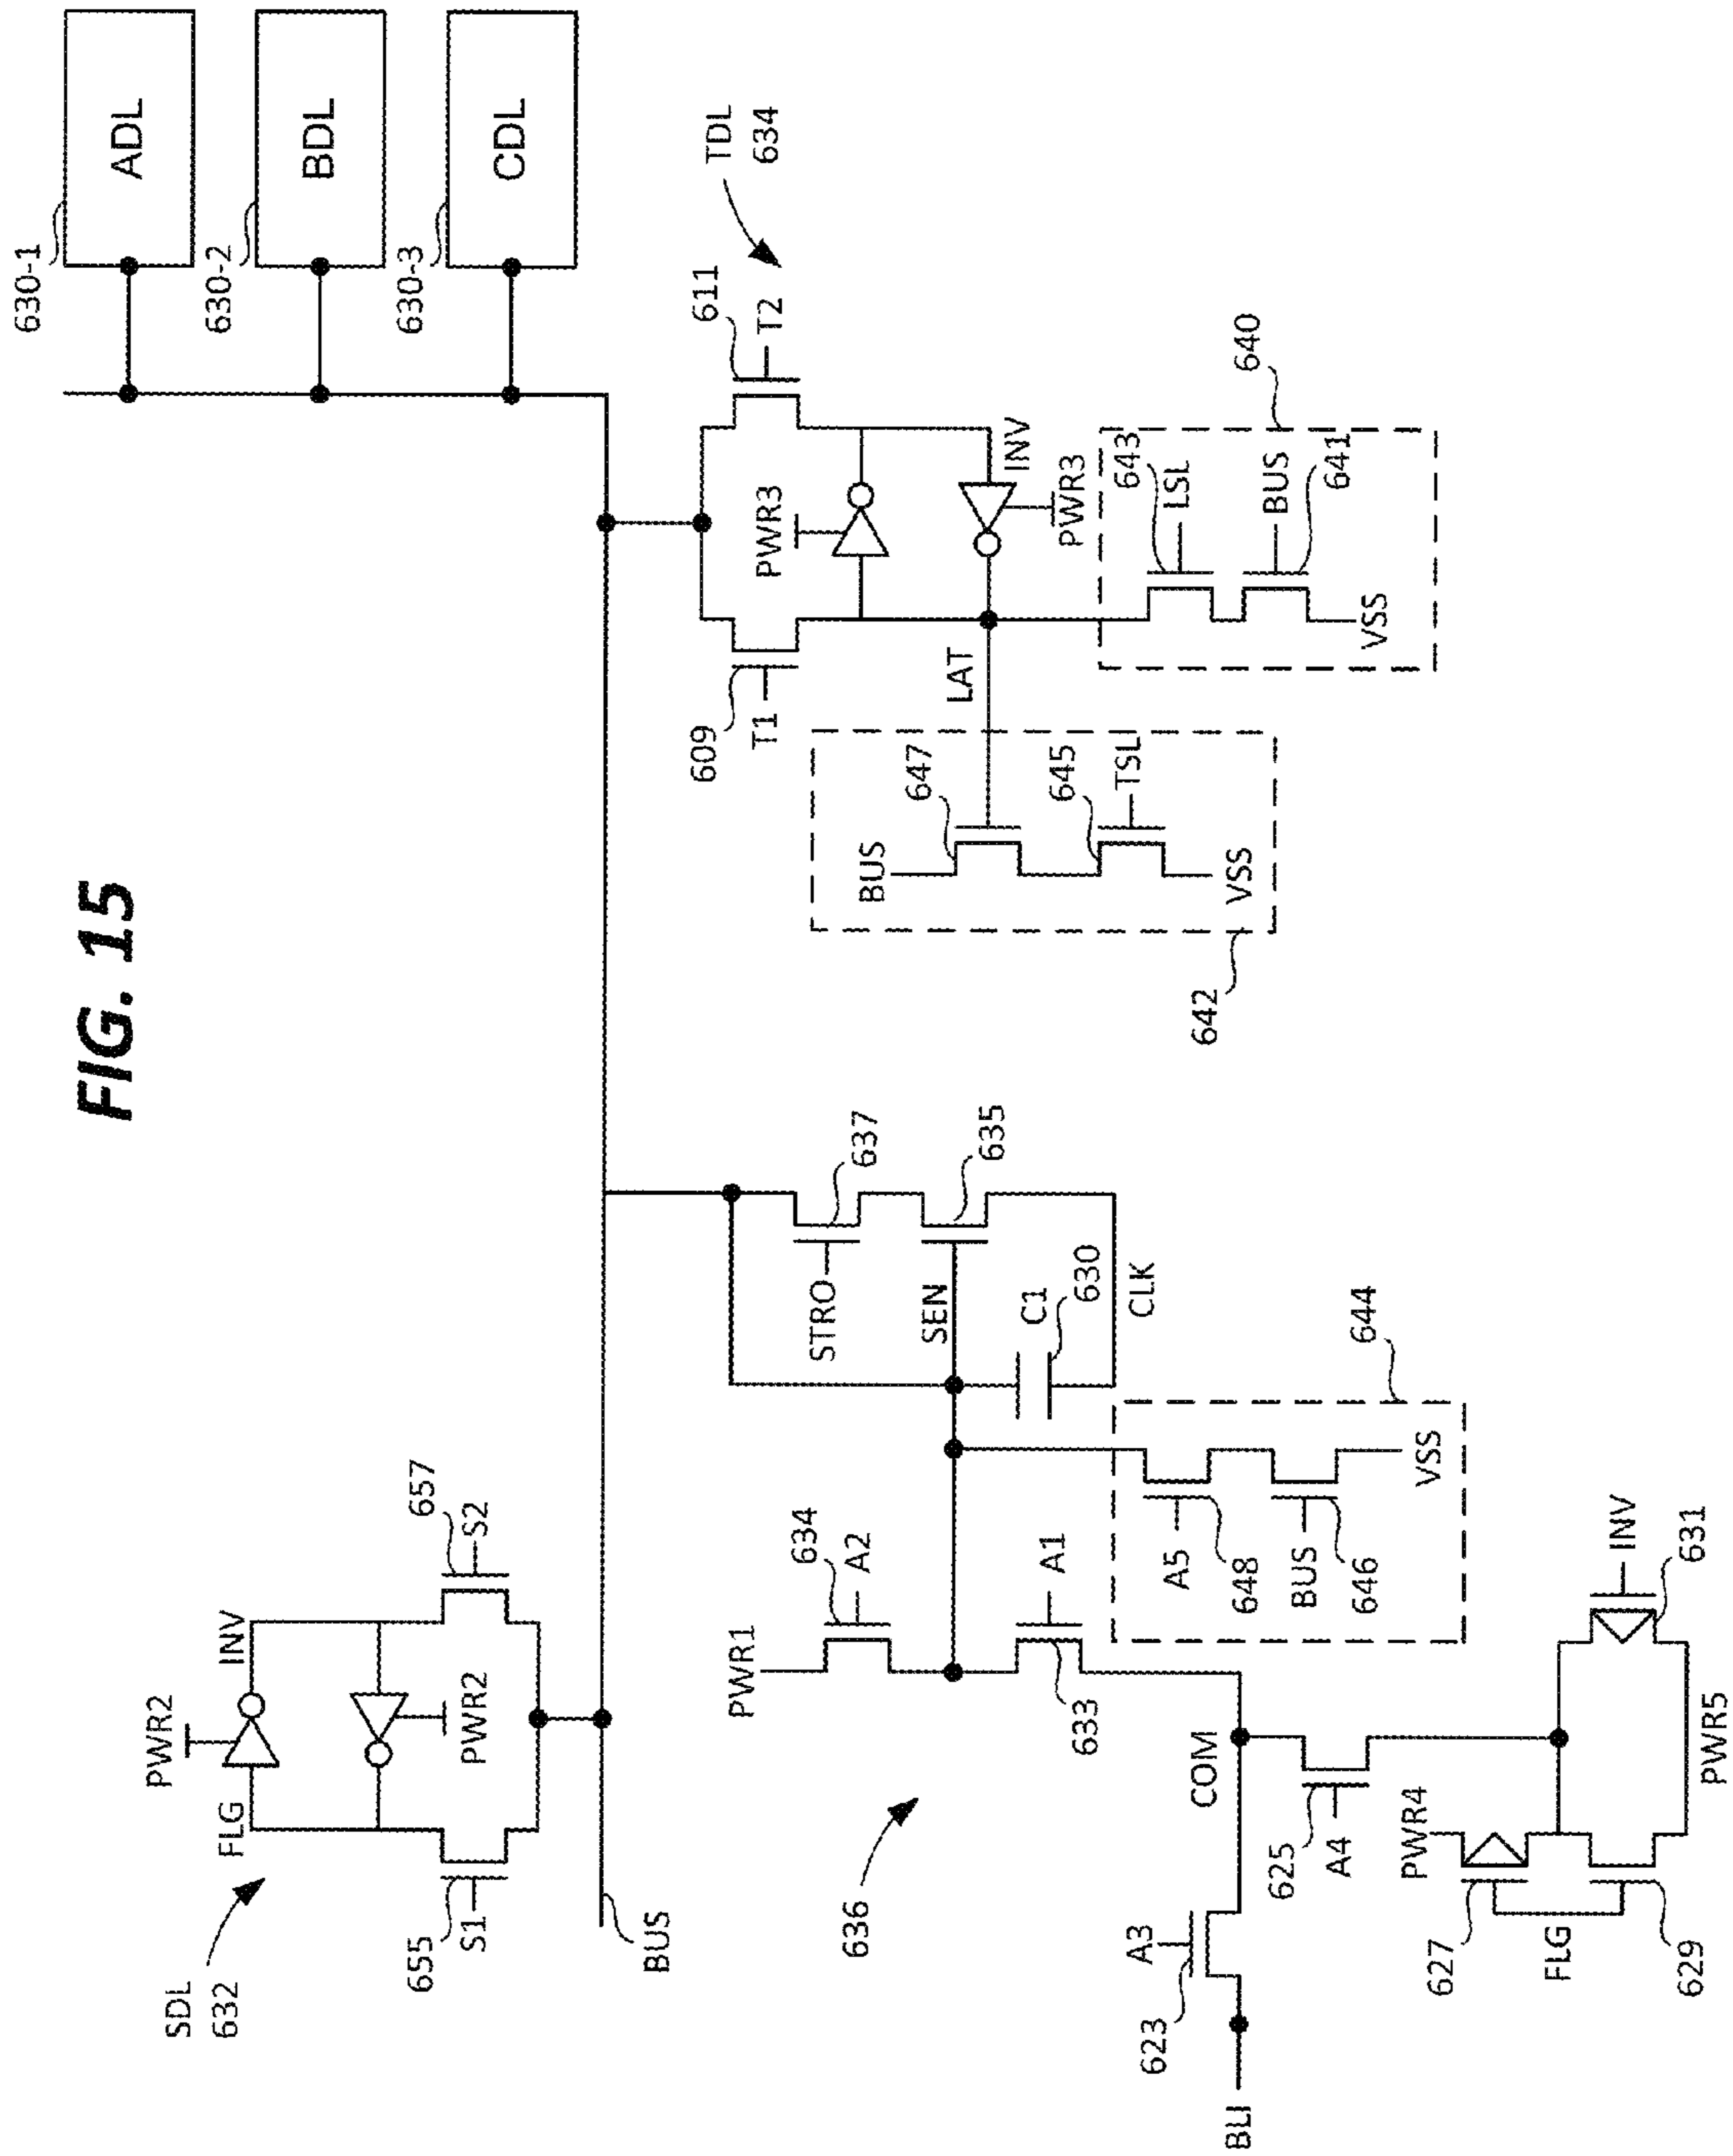 FIG. 15
630-1
ADL
630-2
BDL
630-3
CDL
SDL
632
PWR2
INV
FLG
PWR2
657
S2
655
S1
BUS
TDL
634
611
T2
609
T1
PWR3
INV
PWR3
LAT
640
643
LSL
BUS
641
VSS
BUS
647
645
TSL
VSS
642
637
635
STRO
SEN
C1
630
CLK
644
A5
648
BUS
646
VSS
PWR1
634
A2
A1
633
636
COM
A3
623
BLI
625
A4
PWR4
627
FLG
629
INV
631
PWR5